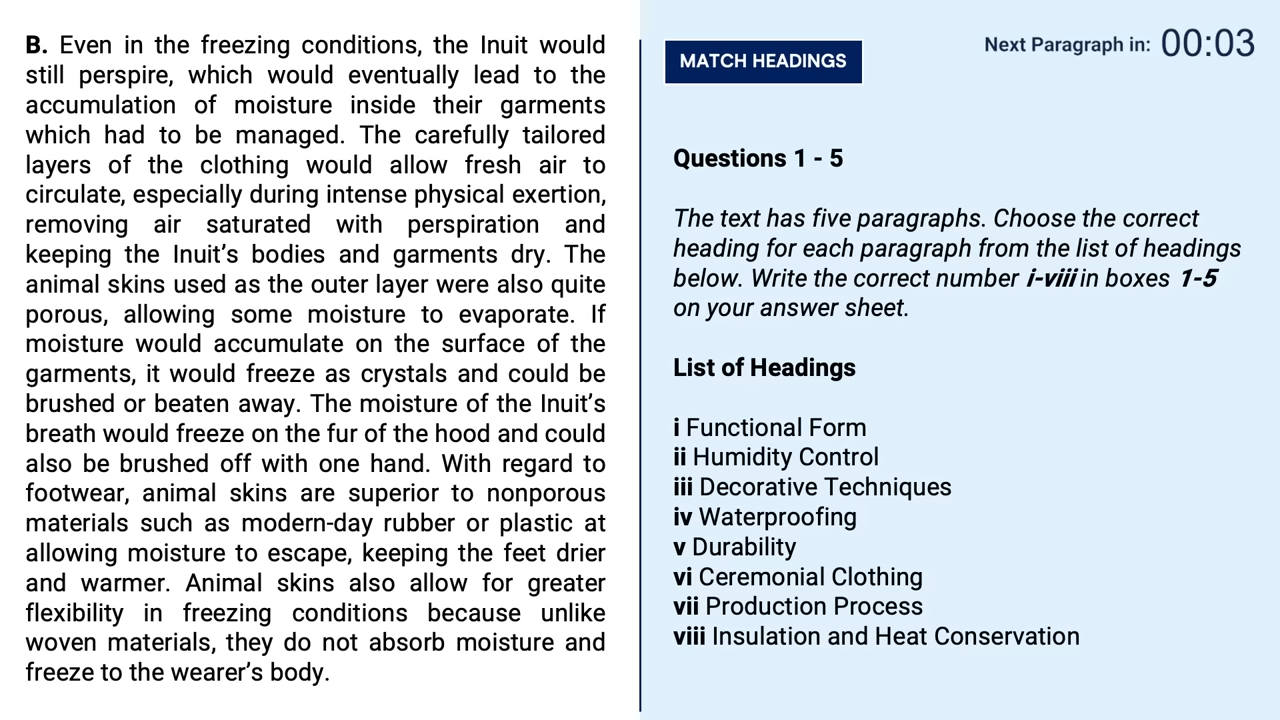 B. Even in the freezing conditions, the Inuit would
still perspire, which would eventually lead to the
accumulation of moisture inside their garments
which had to be managed. The carefully tailored
layers of the clothing would allow fresh air to
circulate, especially during intense physical exertion,
removing air saturated with perspiration and
keeping the Inuit's bodies and garments dry. The
animal skins used as the outer layer were also quite
porous, allowing some moisture to evaporate. If
moisture would accumulate on the surface of the
garments, it would freeze as crystals and could be
brushed or beaten away. The moisture of the Inuit's
breath would freeze on the fur of the hood and could
also be brushed off with one hand. With regard to
footwear, animal skins are superior to nonporous
materials such as modern-day rubber or plastic at
allowing moisture to escape, keeping the feet drier
and warmer. Animal skins also allow for greater
flexibility in freezing conditions because unlike
woven materials, they do not absorb moisture and
freeze to the wearer's body.
MATCH HEADINGS
Next Paragraph in: 00:03
Questions 1 - 5
The text has five paragraphs. Choose the correct
heading for each paragraph from the list of headings
below. Write the correct number i-viii in boxes 1-5
on your answer sheet.
List of Headings
i Functional Form
ii Humidity Control
iii Decorative Techniques
iv Waterproofing
v Durability
vi Ceremonial Clothing
vii Production Process
viii Insulation and Heat Conservation